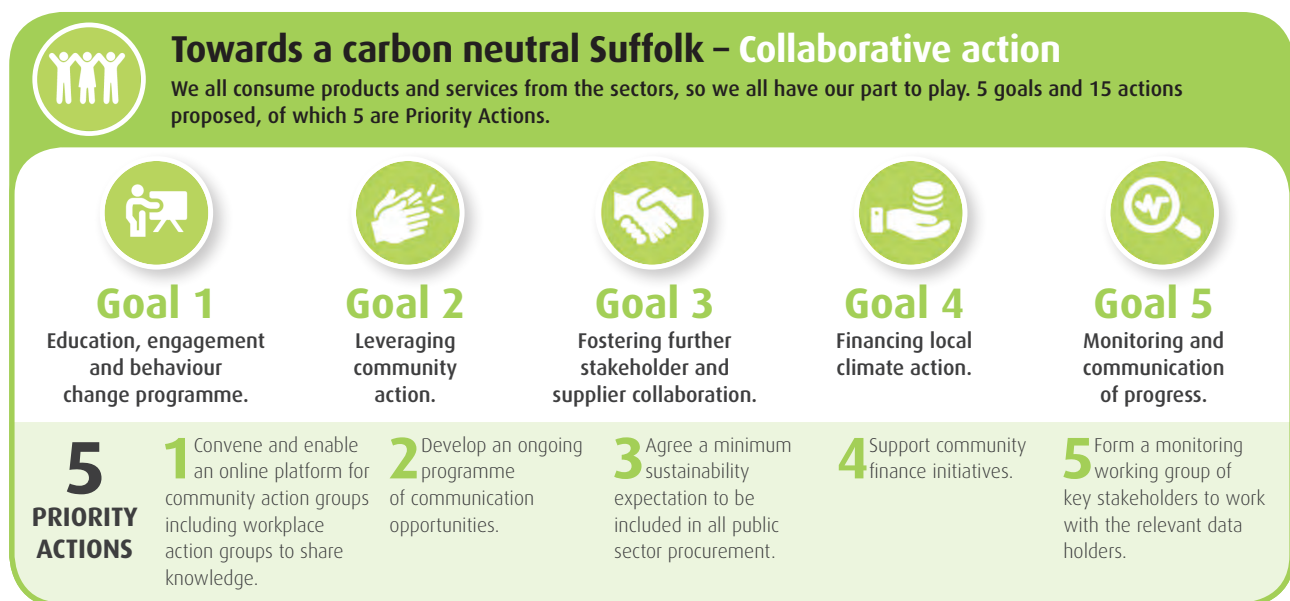 Towards a carbon neutral Suffolk – Collaborative action
We all consume products and services from the sectors, so we all have our part to play. 5 goals and 15 actions
proposed, of which 5 are Priority Actions.
Goal 1
Education, engagement
and behaviour
change programme.
Goal 2
Leveraging
community
action.
Goal 3
Fostering further
stakeholder and
supplier collaboration.
Goal 4
Financing local
climate action.
Goal 5
Monitoring and
communication
of progress.
5
PRIORITY
ACTIONS
1 Convene and enable
an online platform for
community action groups
including workplace
action groups to share
knowledge.
2 Develop an ongoing
programme
of communication
opportunities.
3 Agree a minimum
sustainability
expectation to be
included in all public
sector procurement.
4 Support community
finance initiatives.
5 Form a monitoring
working group of
key stakeholders to work
with the relevant data
holders.